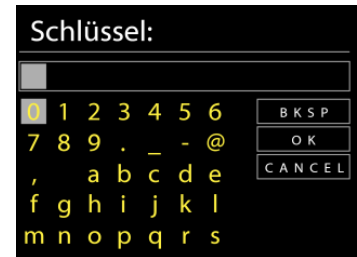 Schlüssel:
0 1 2 3 4 5 6 BKSP
7 8 9 . _ - @ OK
, a b c d e CANCEL
f g h i j k l
m n o p q r s